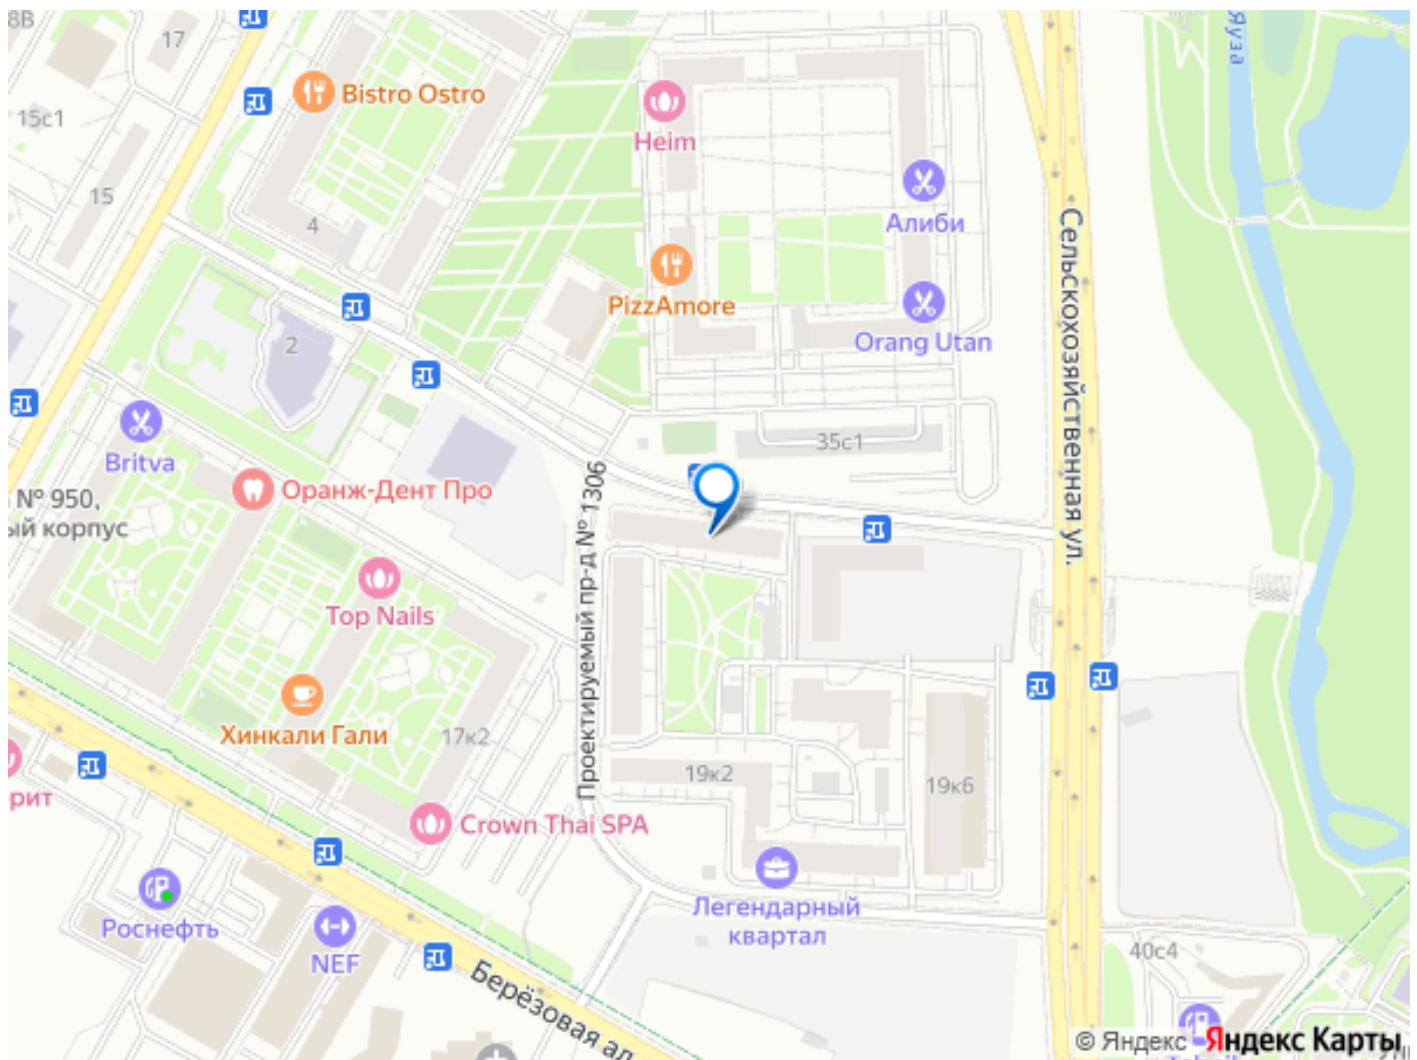 8В
17
Яуза
Bistro Ostro
15с1
Heim
15
Алиби
4
Сельскохозяйственная ул.
PizzAmore
2
Orang Utan
Britva
35с1
Оранж-Дент Про
№ 950,
ый корпус
Проектируемый пр-д № 1306
Top Nails
Хинкали Гали
17к2
19к2
19к6
рит
Crown Thai SPA
Роснефть
Легендарный
квартал
NEF
40с4
Берёзовая ал
© Яндекс Яндекс Карты